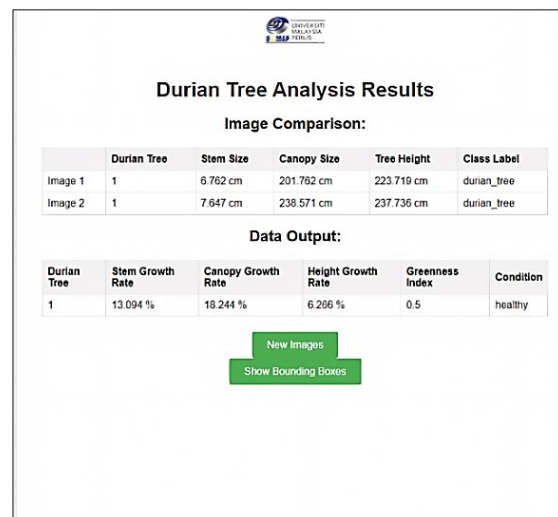 UNIVERSITI
MALAYSIA
PERLIS
Durian Tree Analysis Results
Image Comparison:
Durian Tree Stem Size Canopy Size Tree Height Class Label
Image 1 1 6.762 cm 201.762 cm 223.719 cm durian_tree
Image 2 1 7.647 cm 238.571 cm 237.736 cm durian_tree
Data Output:
Durian Tree Stem Growth Rate Canopy Growth Rate Height Growth Rate Greenness Index Condition
1 13.094 % 18.244 % 6.266 % 0.5 healthy
New Images
Show Bounding Boxes